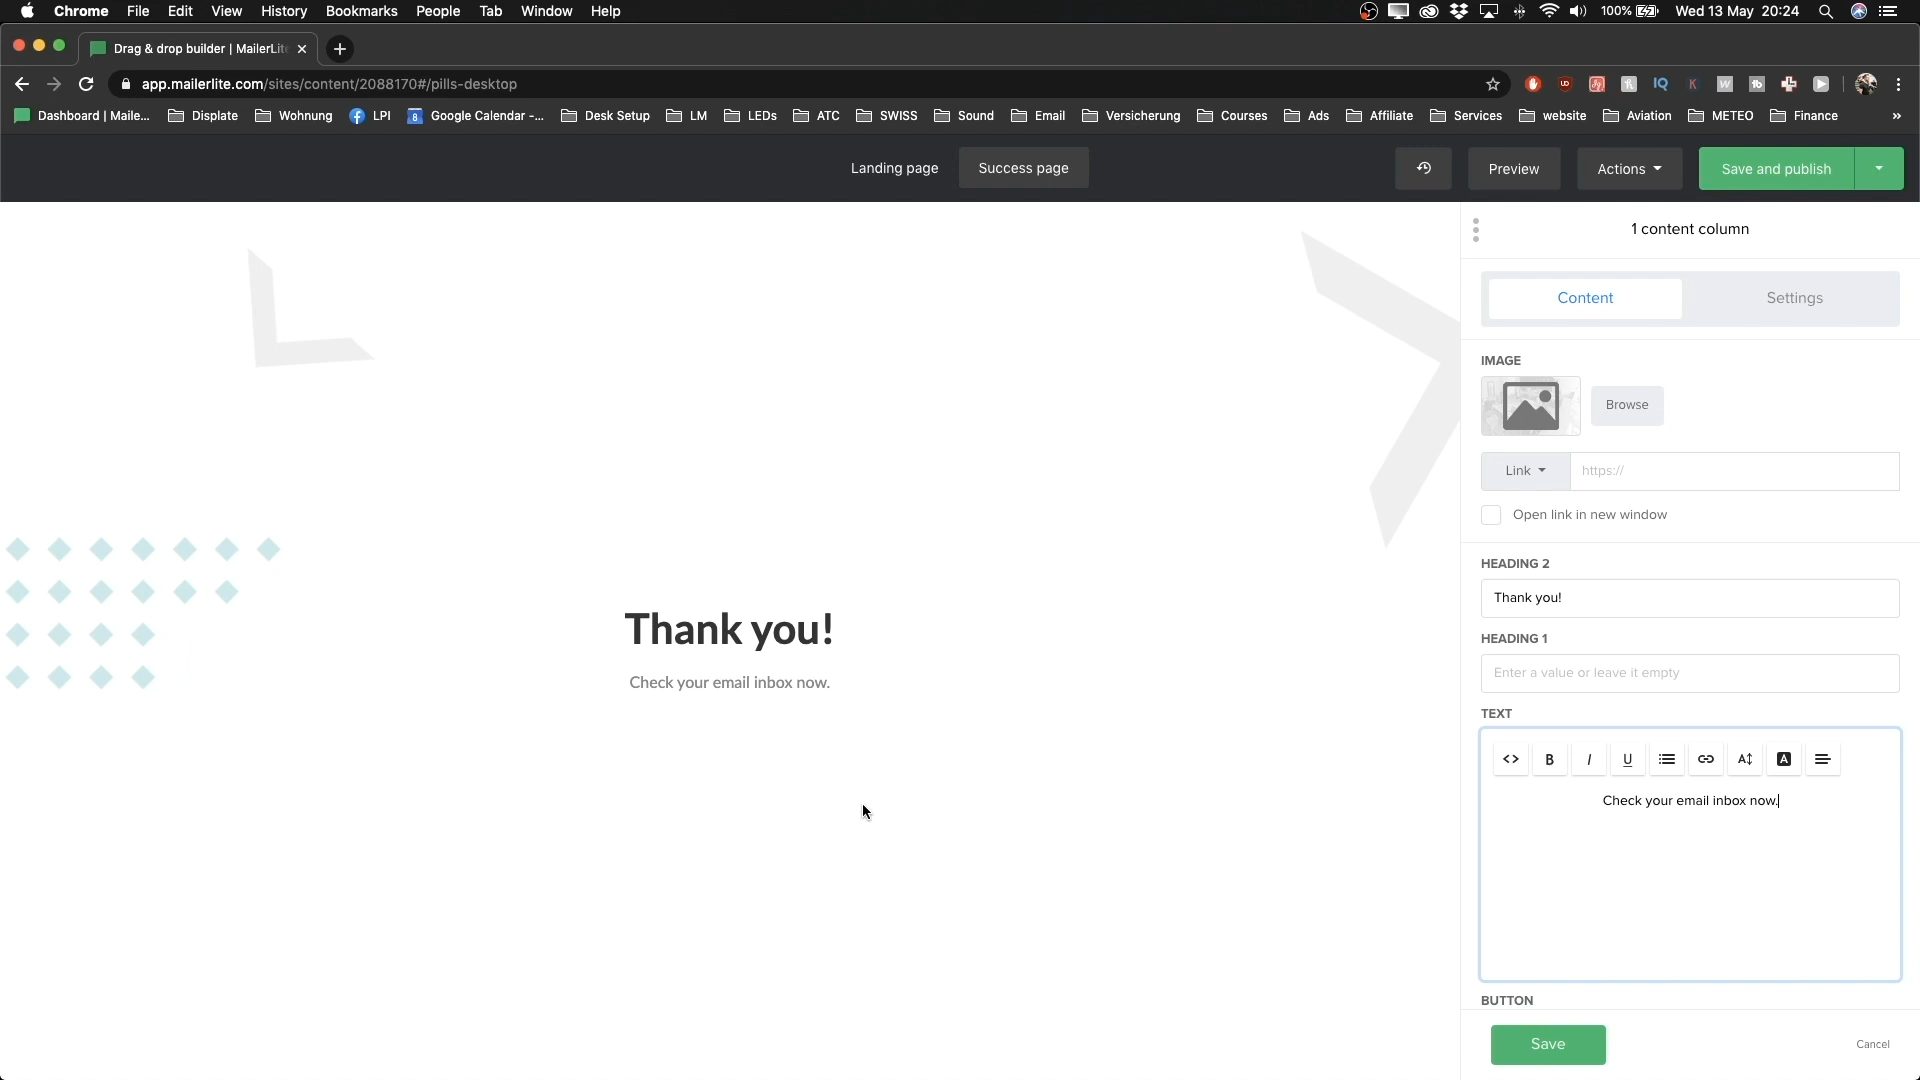 Chrome File Edit View History Bookmarks People Tab Window Help
100% Wed 13 May 20:24
Drag & drop builder | MailerLite
app.mailerlite.com/sites/content/2088170#/pills-desktop
Dashboard | Maile... Displate Wohnung LPI Google Calendar -... Desk Setup LM LEDs ATC SWISS Sound Email Versicherung Courses Ads Affiliate Services website Aviation METEO Finance »
Landing page Success page Preview Actions Save and publish
1 content column
Content Settings
IMAGE
Browse
Link https://
Open link in new window
HEADING 2
Thank you!
HEADING 1
Enter a value or leave it empty
TEXT
<> B I U A A
Check your email inbox now.
BUTTON
Save Cancel
Thank you!
Check your email inbox now.